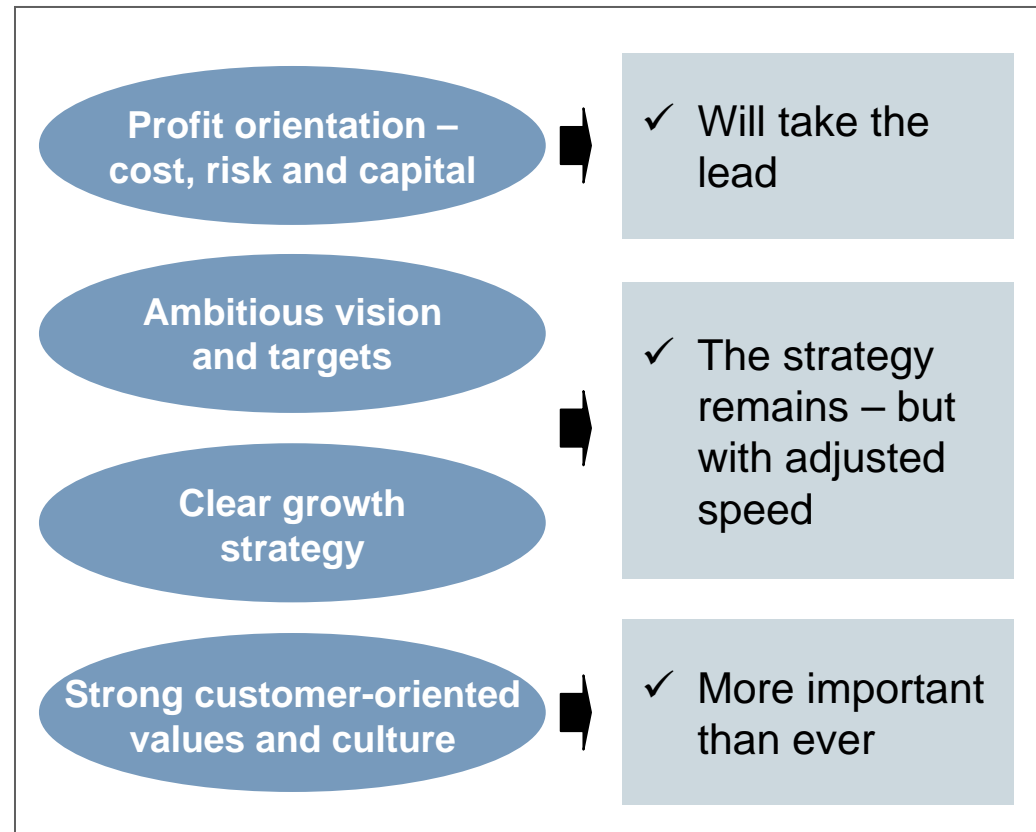 Profit orientation –
cost, risk and capital
✓ Will take the
lead
Ambitious vision
and targets
Clear growth
strategy
✓ The strategy
remains – but
with adjusted
speed
Strong customer-oriented
values and culture
✓ More important
than ever